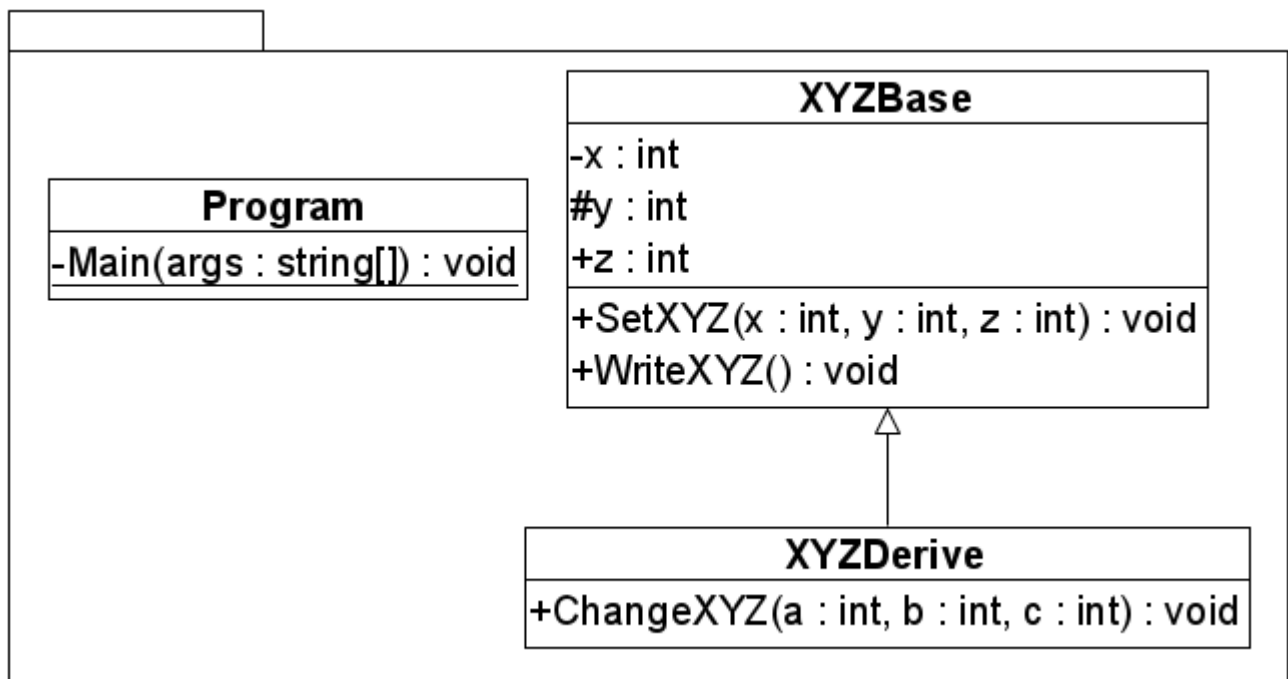 Program
-Main(args : string[]) : void
XYZBase
-x : int
#y : int
+z : int
+SetXYZ(x : int, y : int, z : int) : void
+WriteXYZ() : void
XYZDerive
+ChangeXYZ(a : int, b : int, c : int) : void